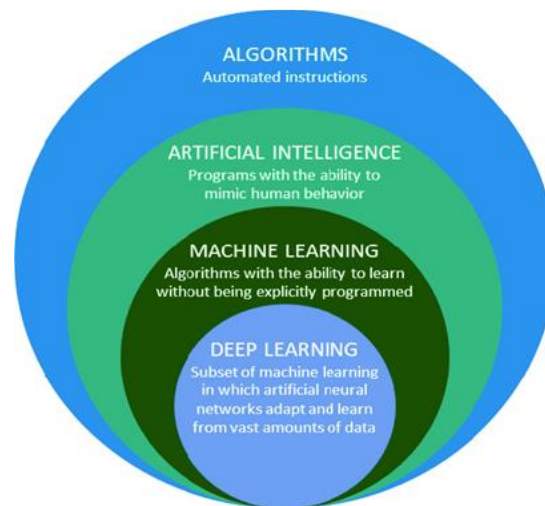 ALGORITHMS
Automated instructions
ARTIFICIAL INTELLIGENCE
Programs with the ability to
mimic human behavior
MACHINE LEARNING
Algorithms with the ability to learn
without being explicitly programmed
DEEP LEARNING
Subset of machine learning
in which artificial neural
networks adapt and learn
from vast amounts of data